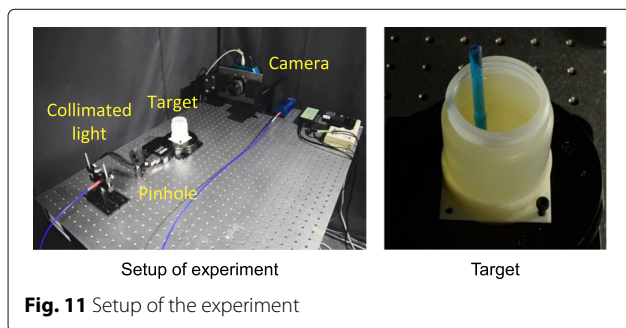 Camera
Target
Collimated
light
Pinhole
Setup of experiment
Target
Fig. 11 Setup of the experiment